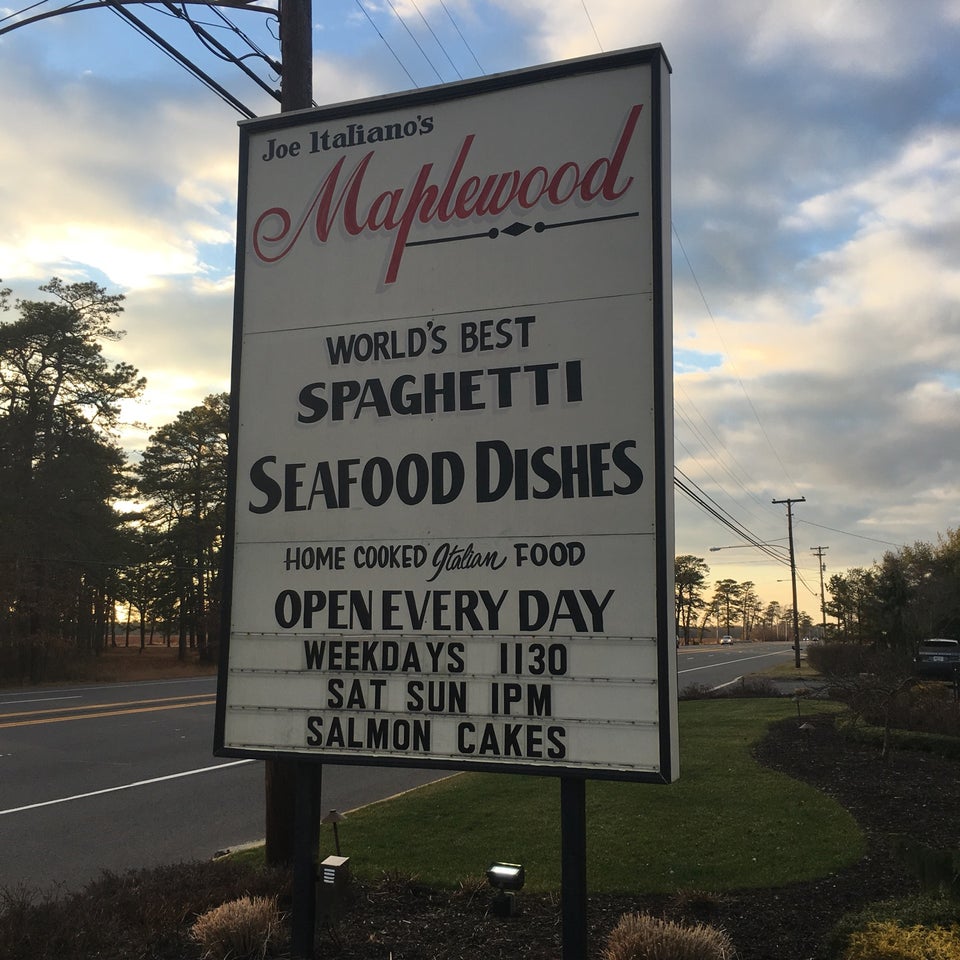 Joe Italiano's
Maplewood
WORLD'S BEST
SPAGHETTI
SEAFOOD DISHES
HOME COOKED Italian FOOD
OPEN EVERY DAY
WEEKDAYS 1130
SAT SUN 1PM
SALMON CAKES